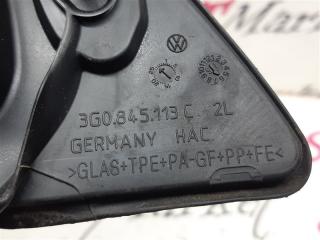 3G0.845.113 C 2L
GERMANY HAC
>GLAS+TPE+PA-GF+PP+FE<